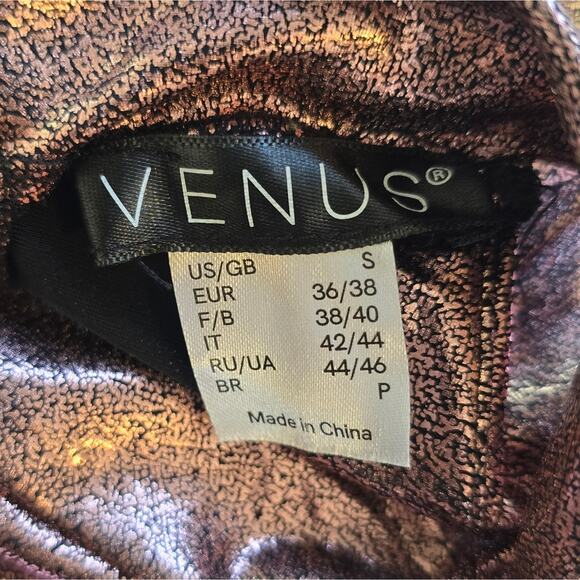 VENUS®
US/GB S
EUR 36/38
F/B 38/40
IT 42/44
RU/UA 44/46
BR P
Made in China